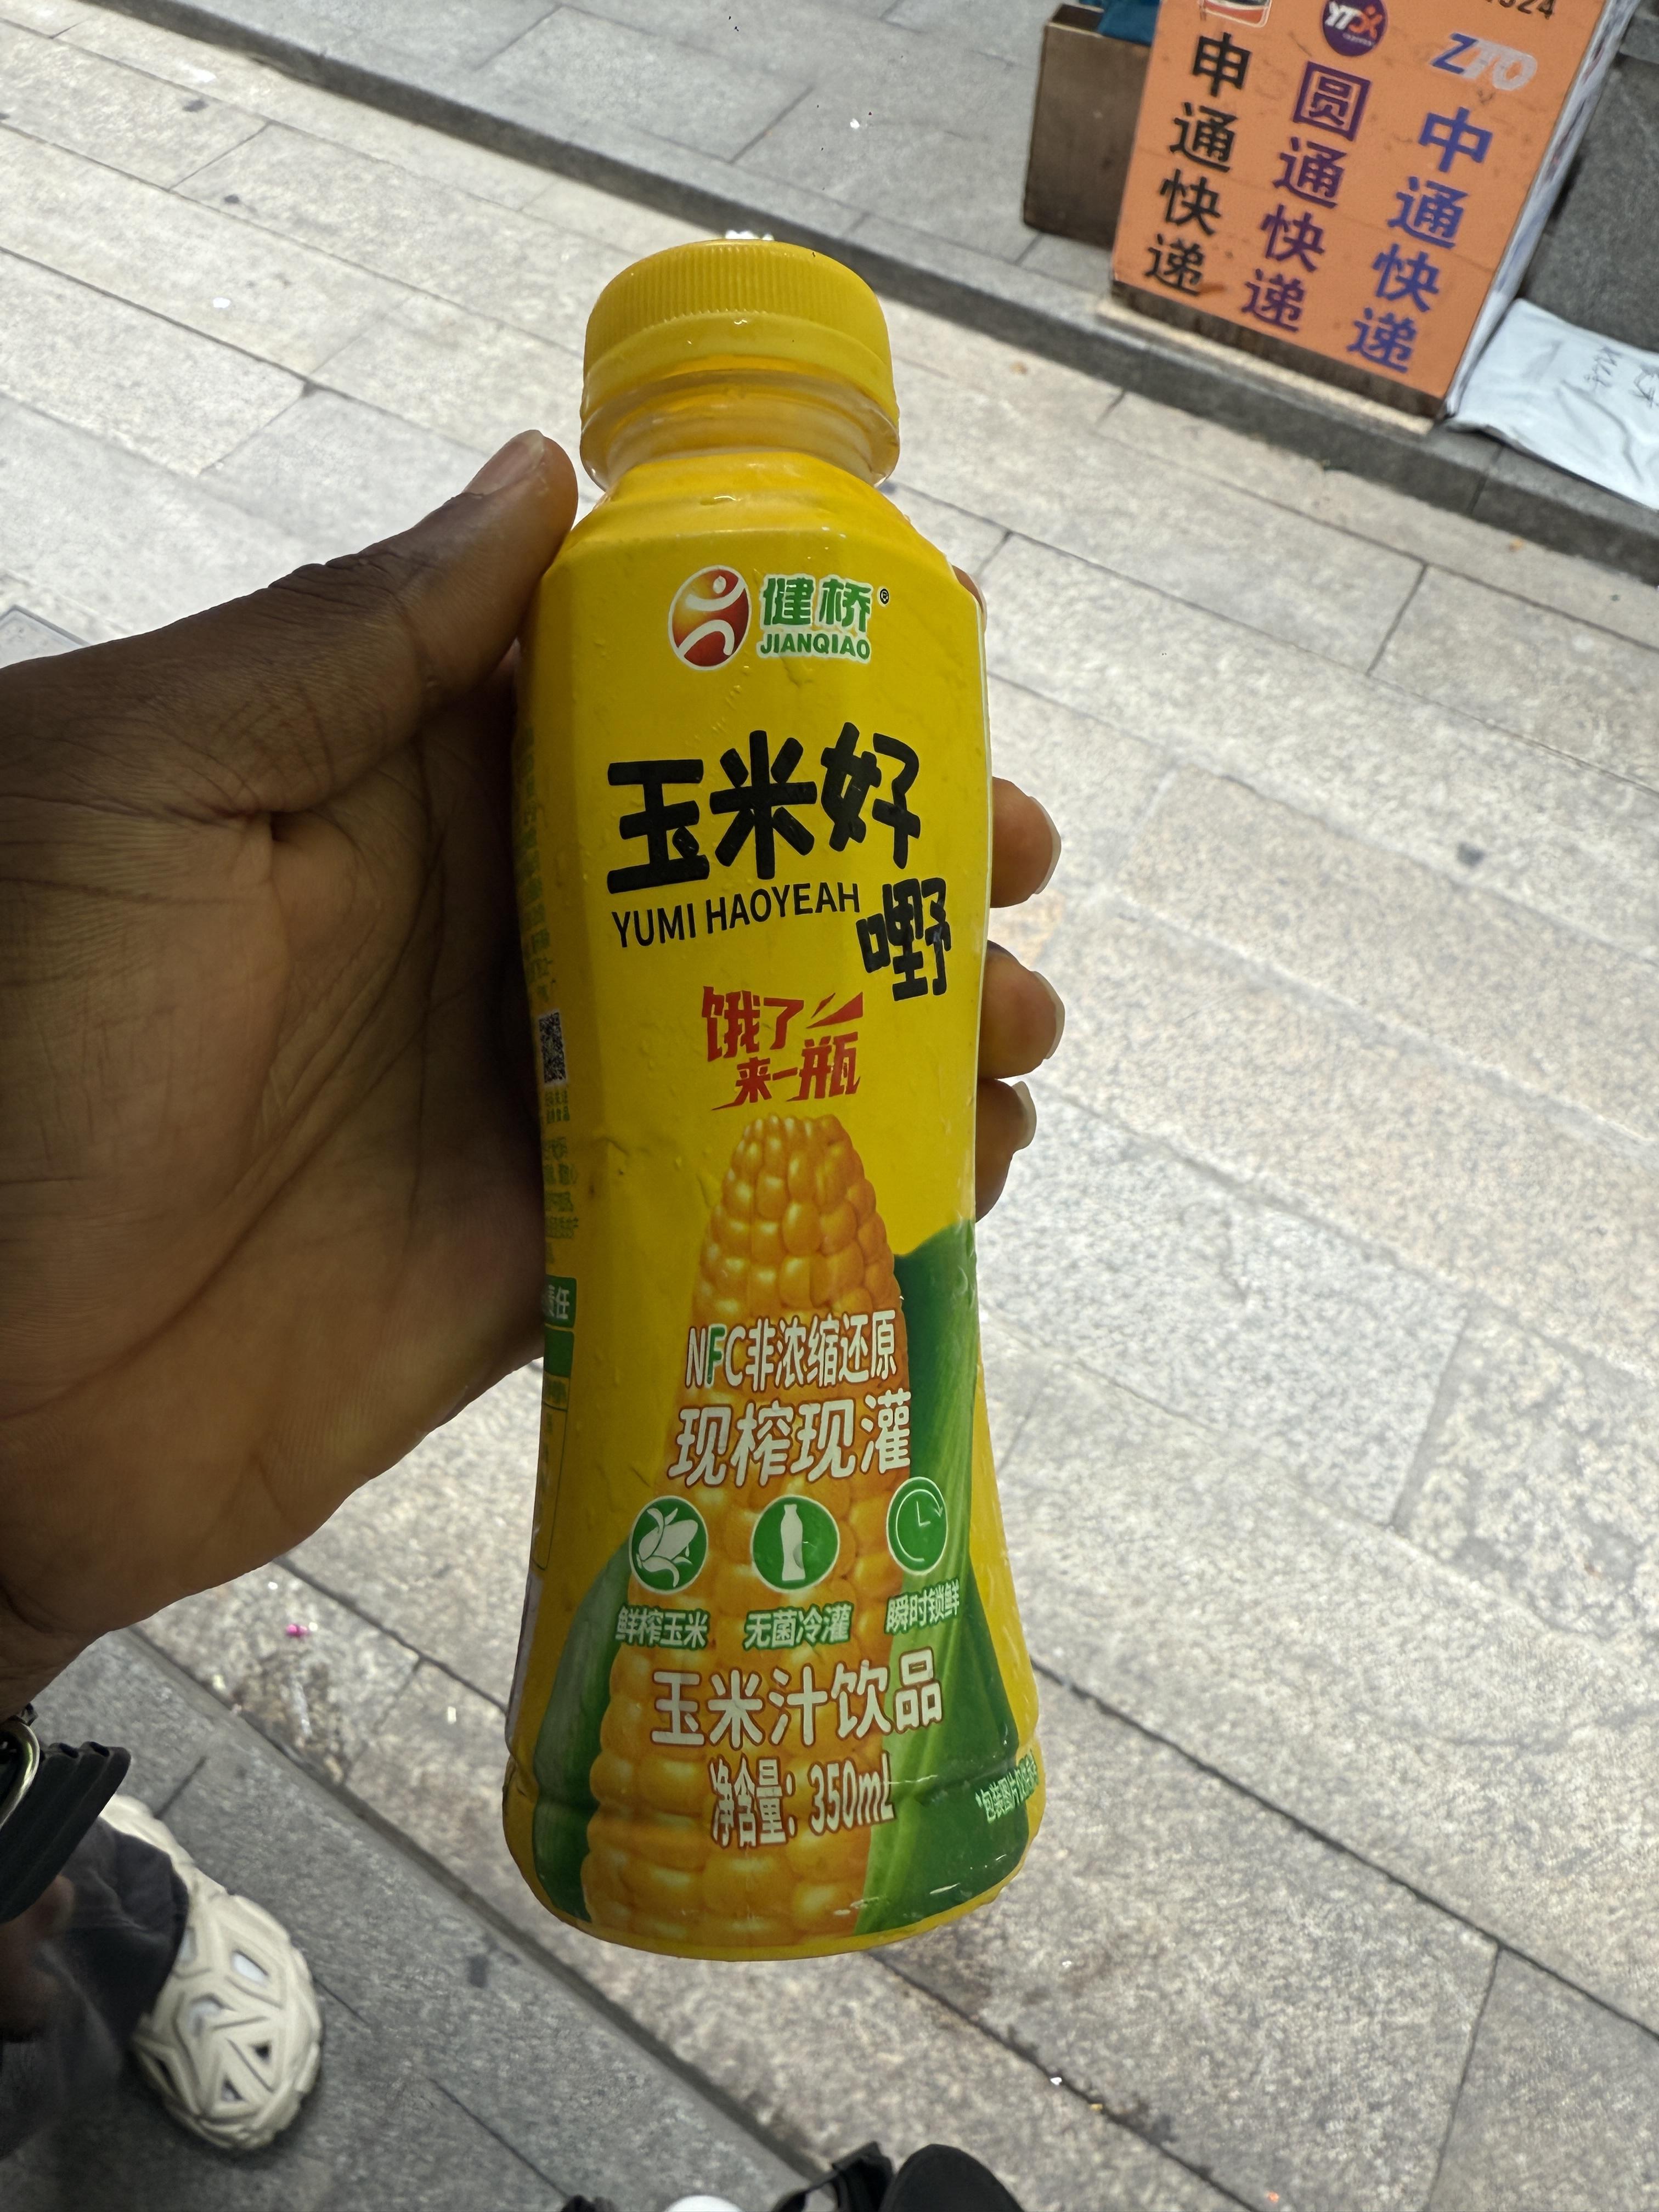 申通快递
圆通快递
ZTO
中通快递
健桥®
JIANQIAO
玉米好
嘢
YUMI HAOYEAH
饿了
来一瓶
NFC非浓缩还原
现榨现灌
鲜榨玉米 无菌冷灌 瞬时锁鲜
玉米汁饮品
净含量：350mL
责任